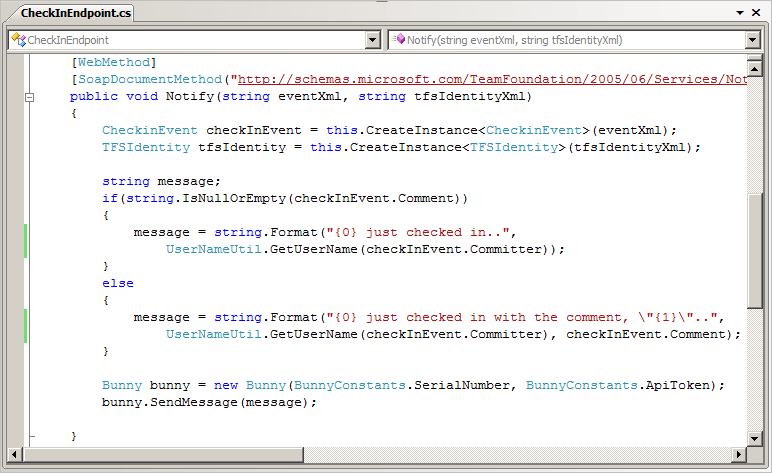 CheckInEndpoint.cs
CheckInEndpoint
Notify(string eventXml, string tfsIdentityXml)
[WebMethod]
[SoapDocumentMethod("http://schemas.microsoft.com/TeamFoundation/2005/06/Services/Not
public void Notify(string eventXml, string tfsIdentityXml)
{
CheckinEvent checkInEvent = this.CreateInstance<CheckinEvent>(eventXml);
TFSIdentity tfsIdentity = this.CreateInstance<TFSIdentity>(tfsIdentityXml);
string message;
if(string.IsNullOrEmpty(checkInEvent.Comment))
{
message = string.Format("{0} just checked in..",
UserNameUtil.GetUserName(checkInEvent.Committer));
}
else
{
message = string.Format("{0} just checked in with the comment, \"{1}\"..",
UserNameUtil.GetUserName(checkInEvent.Committer), checkInEvent.Comment);
}
Bunny bunny = new Bunny(BunnyConstants.SerialNumber, BunnyConstants.ApiToken);
bunny.SendMessage(message);
}